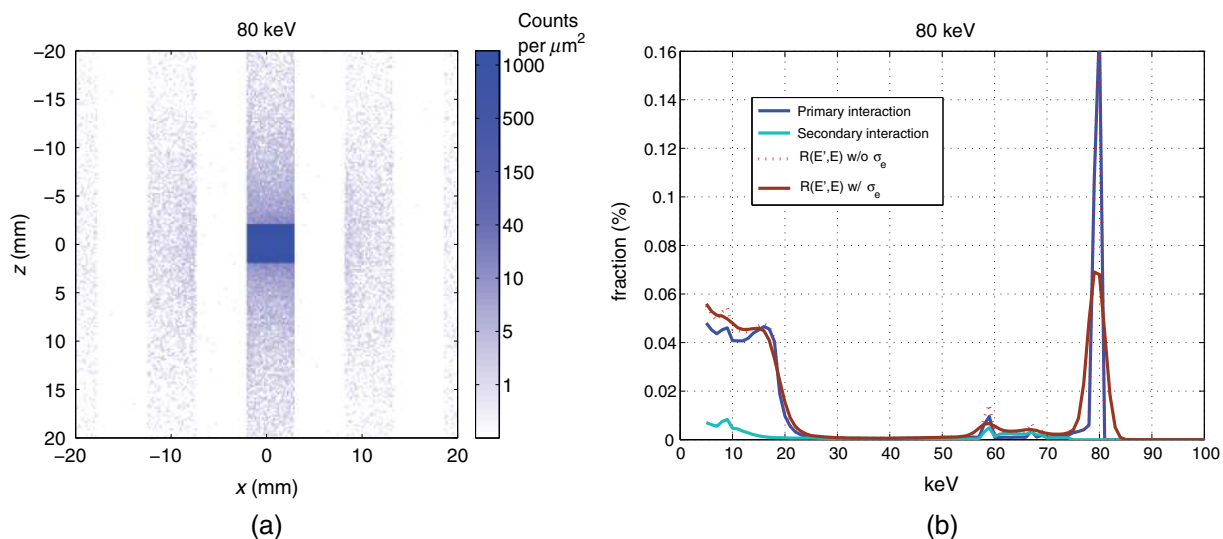 80 keV
Counts
per μm²
−20
−15
−10
−5
0
5
10
15
20
z (mm)
−20
−10
0
10
20
x (mm)
1000
500
150
40
10
5
1
(a)
80 keV
0.16
0.14
0.12
0.1
0.08
0.06
0.04
0.02
0
fraction (%)
Primary interaction
Secondary interaction
R(E',E) w/o σₑ
R(E',E) w/ σₑ
0
10
20
30
40
50
60
70
80
90
100
keV
(b)